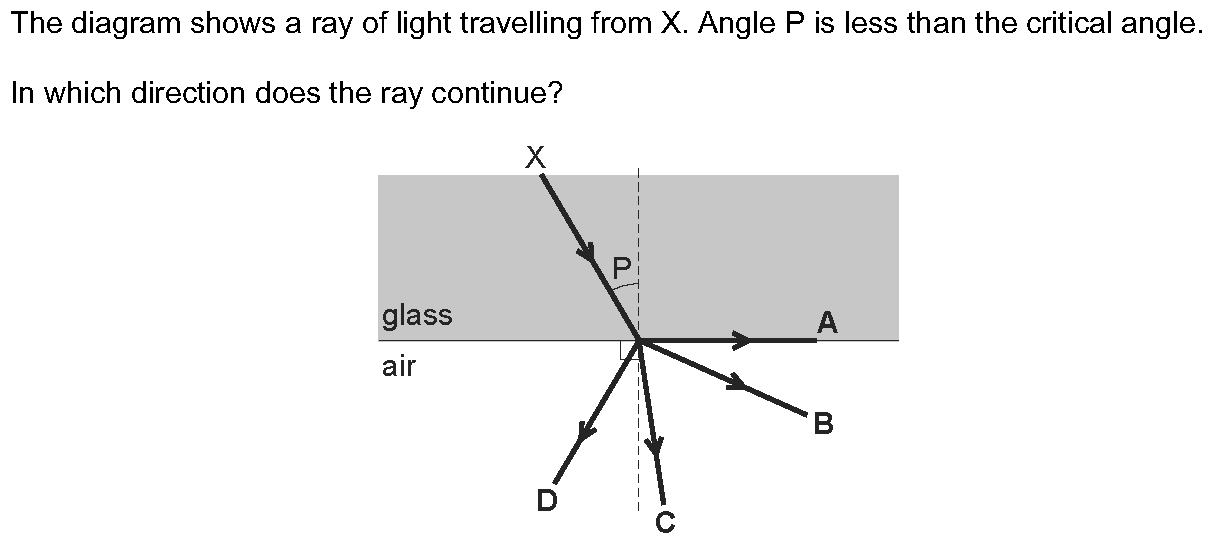 The diagram shows a ray of light travelling from X. Angle P is less than the critical angle.
In which direction does the ray continue?
X
P
glass
A
air
B
D
C